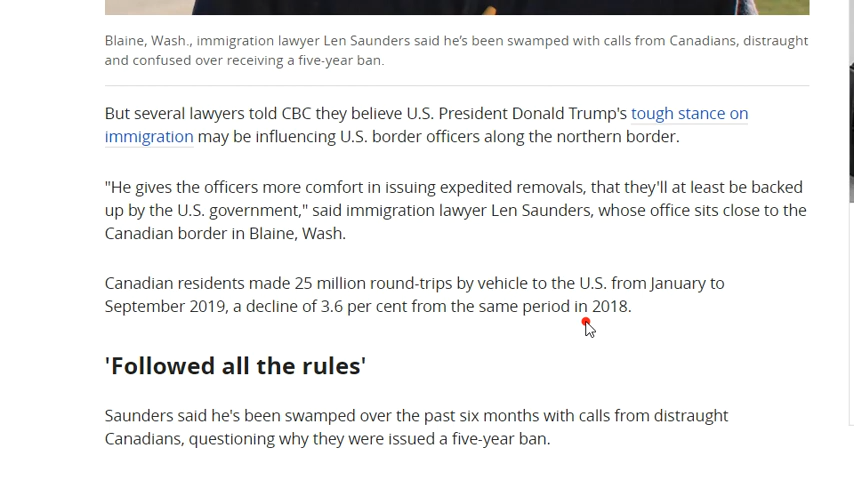 Blaine, Wash., immigration lawyer Len Saunders said he's been swamped with calls from Canadians, distraught
and confused over receiving a five-year ban.
But several lawyers told CBC they believe U.S. President Donald Trump's tough stance on
immigration may be influencing U.S. border officers along the northern border.
"He gives the officers more comfort in issuing expedited removals, that they'll at least be backed
up by the U.S. government," said immigration lawyer Len Saunders, whose office sits close to the
Canadian border in Blaine, Wash.
Canadian residents made 25 million round-trips by vehicle to the U.S. from January to
September 2019, a decline of 3.6 per cent from the same period in 2018.
'Followed all the rules'
Saunders said he's been swamped over the past six months with calls from distraught
Canadians, questioning why they were issued a five-year ban.